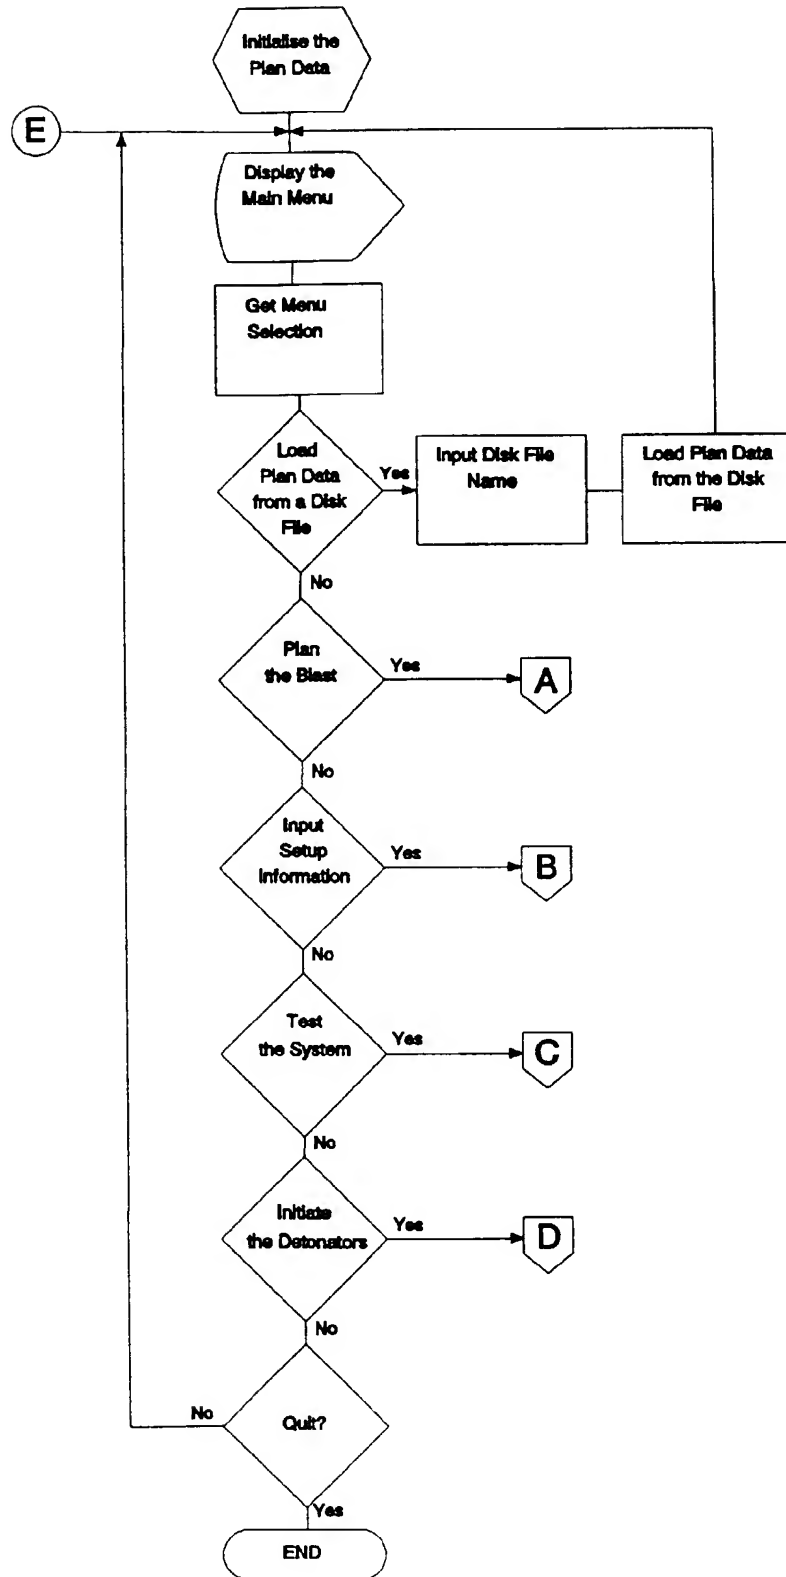 Initialise the
Plan Data
E
Display the
Main Menu
Get Menu
Selection
Load
Plan Data
from a Disk
File
Yes
Input Disk File
Name
Load Plan Data
from the Disk
File
No
Plan
the Blast
Yes
A
No
Input
Setup
Information
Yes
B
No
Test
the System
Yes
C
No
Initiate
the Detonators
Yes
D
No
Quit?
No
Yes
END